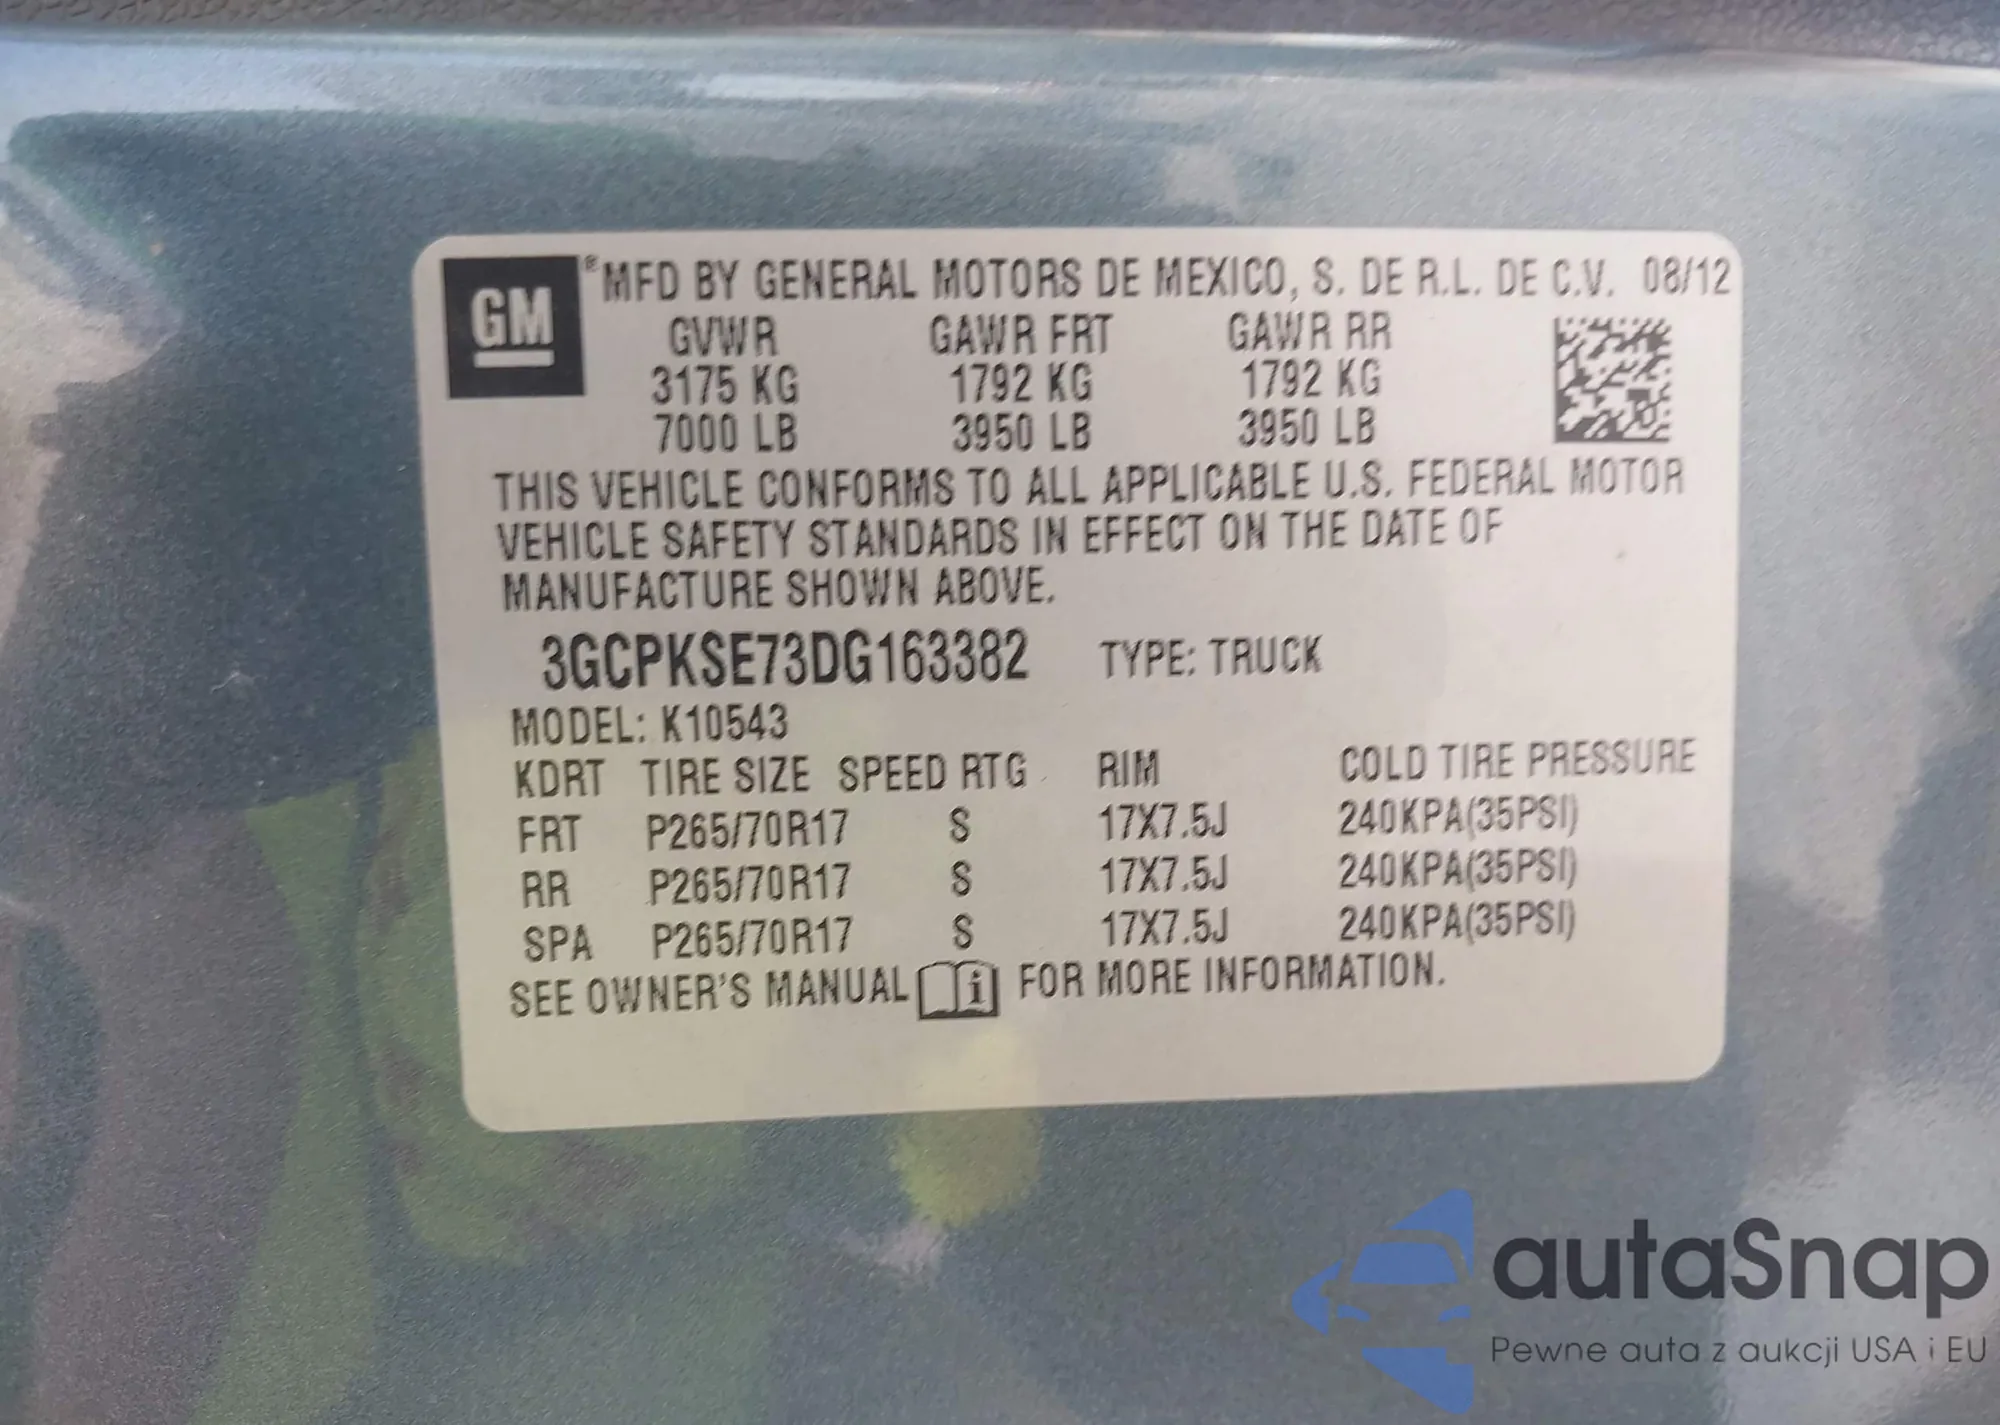 GM
®MFD BY GENERAL MOTORS DE MEXICO, S. DE R.L. DE C.V. 08/12
GVWR GAWR FRT GAWR RR
3175 KG 1792 KG 1792 KG
7000 LB 3950 LB 3950 LB
THIS VEHICLE CONFORMS TO ALL APPLICABLE U.S. FEDERAL MOTOR
VEHICLE SAFETY STANDARDS IN EFFECT ON THE DATE OF
MANUFACTURE SHOWN ABOVE.
3GCPKSE73DG163382 TYPE: TRUCK
MODEL: K10543
KDRT TIRE SIZE SPEED RTG RIM COLD TIRE PRESSURE
FRT P265/70R17 S 17X7.5J 240KPA(35PSI)
RR P265/70R17 S 17X7.5J 240KPA(35PSI)
SPA P265/70R17 S 17X7.5J 240KPA(35PSI)
SEE OWNER'S MANUAL i FOR MORE INFORMATION.
autaSnap
Pewne auta z aukcji USA i EU